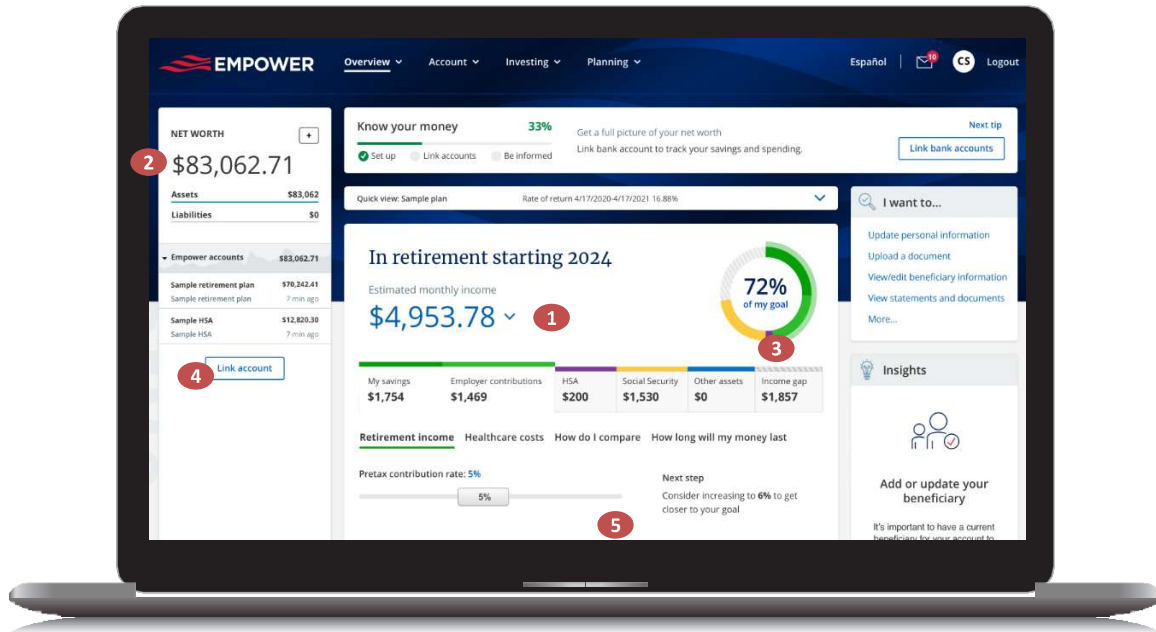 EMPOWER
Overview
Account
Investing
Planning
Español
10
CS
Logout
NET WORTH
+
2
$83,062.71
Assets $83,062
Liabilities $0
Empower accounts $83,062.71
Sample retirement plan $70,242.41
Sample retirement plan 7 min ago
Sample HSA $12,820.30
Sample HSA 7 min ago
4
Link account
Know your money 33%
Set up Link accounts Be informed
Get a full picture of your net worth
Link bank account to track your savings and spending.
Next tip
Link bank accounts
Quick view: Sample plan Rate of return 4/17/2020-4/17/2021 16.88%
In retirement starting 2024
Estimated monthly income
$4,953.78
1
72%
of my goal
3
My savings Employer contributions HSA Social Security Other assets Income gap
$1,754 $1,469 $200 $1,530 $0 $1,857
Retirement income Healthcare costs How do I compare How long will my money last
Pretax contribution rate: 5%
5%
Next step
Consider increasing to 6% to get
closer to your goal
5
I want to...
Update personal information
Upload a document
View/edit beneficiary information
View statements and documents
More...
Insights
Add or update your
beneficiary
It's important to have a current
beneficiary for your account to